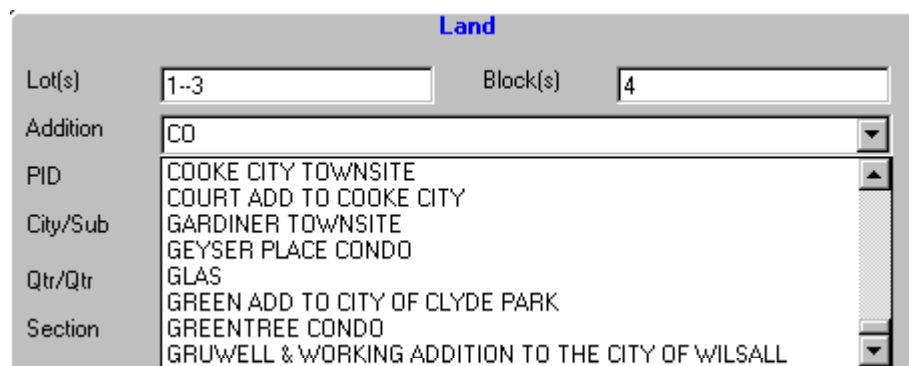 Land
Lot(s) 1--3 Block(s) 4
Addition CO
PID
COOKE CITY TOWNSITE
COURT ADD TO COOKE CITY
City/Sub
GARDINER TOWNSITE
GEYSER PLACE CONDO
Qtr/Qtr
GLAS
GREEN ADD TO CITY OF CLYDE PARK
Section
GREENTREE CONDO
GRUWELL & WORKING ADDITION TO THE CITY OF WILSALL